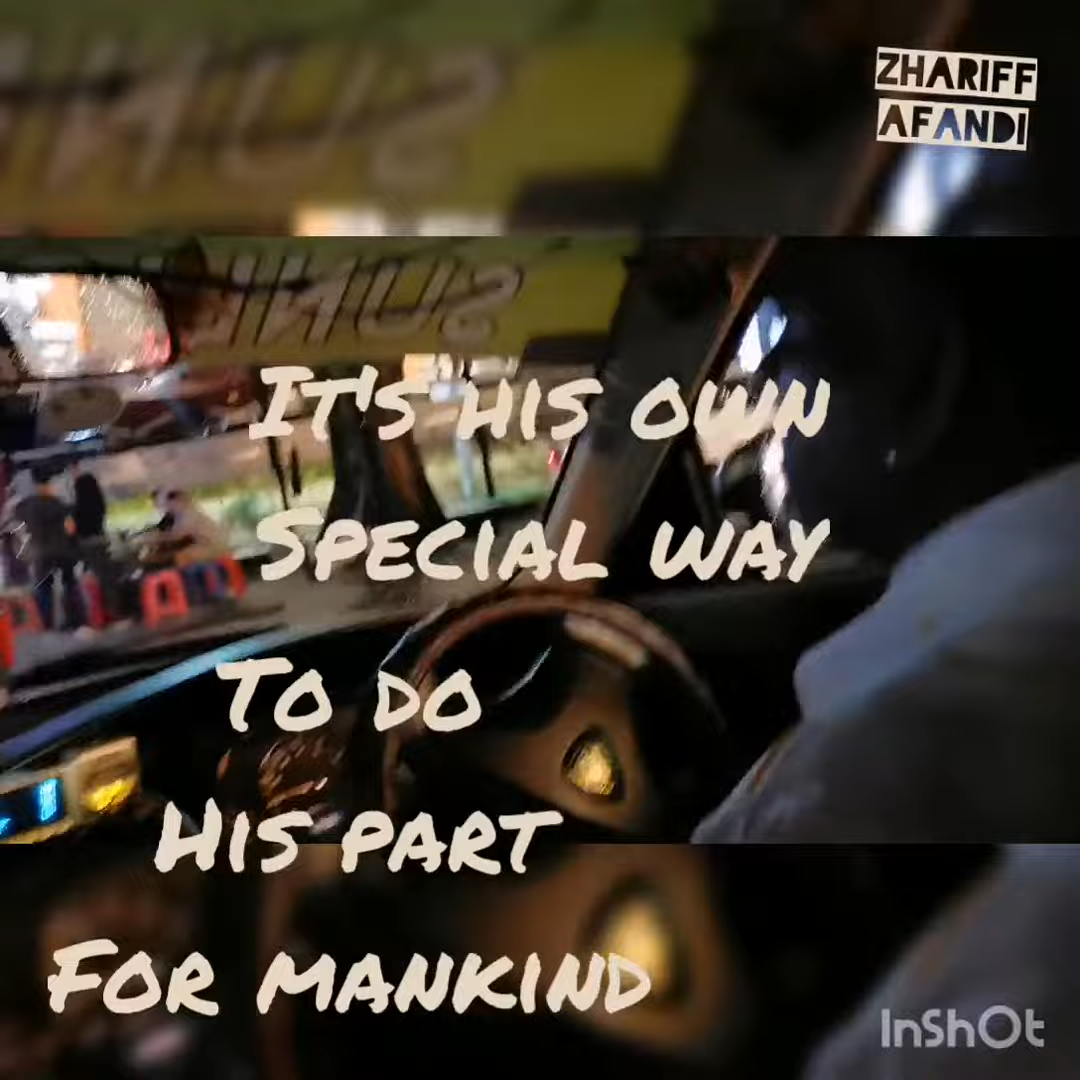 ZHARIFF
AFANDI
It's his own
Special way
To do
His part
For mankind
InShOt